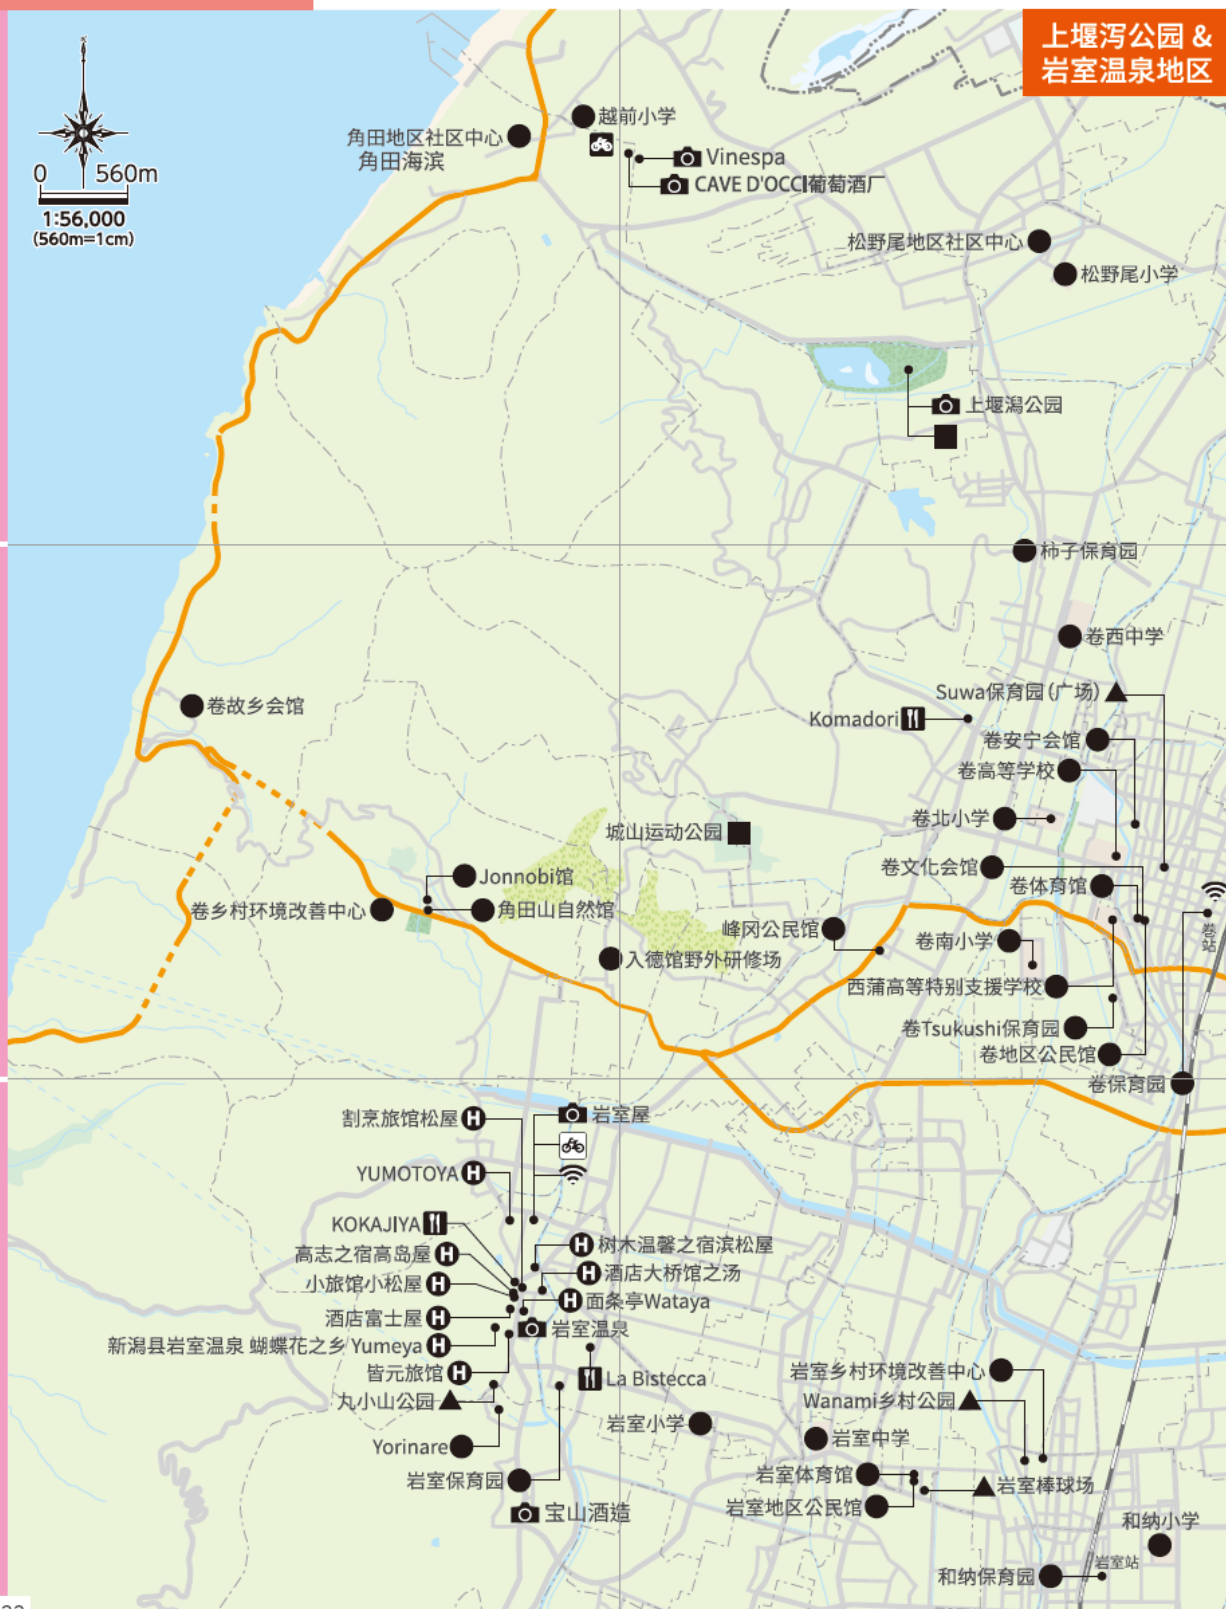 上堰泻公园 &
岩室温泉地区
0 560m
1:56,000
(560m=1cm)
越前小学
角田地区社区中心
角田海滨
Vinespa
CAVE D'OCCI葡萄酒厂
松野尾地区社区中心
松野尾小学
上堰潟公园
柿子保育园
卷西中学
Suwa保育园(广场)
卷故乡会馆
Komadori
卷安宁会馆
卷高等学校
卷北小学
城山运动公园
卷文化会馆
Jonnobi馆
卷体育馆
卷乡村环境改善中心
角田山自然馆
卷站
峰冈公民馆
卷南小学
入德馆野外研修场
西蒲高等特别支援学校
卷Tsukushi保育园
卷地区公民馆
卷保育园
割烹旅馆松屋
岩室屋
YUMOTOYA
KOKAJIYA
树木温馨之宿滨松屋
高志之宿高岛屋
酒店大桥馆之汤
小旅馆小松屋
面条亭Wataya
酒店富士屋
岩室温泉
新潟县岩室温泉 蝴蝶花之乡 Yumeya
皆元旅馆
La Bistecca
岩室乡村环境改善中心
丸小山公园
Wanami乡村公园
岩室小学
岩室中学
Yorinare
岩室保育园
岩室体育馆
岩室棒球场
岩室地区公民馆
宝山酒造
和纳小学
岩室站
和纳保育园